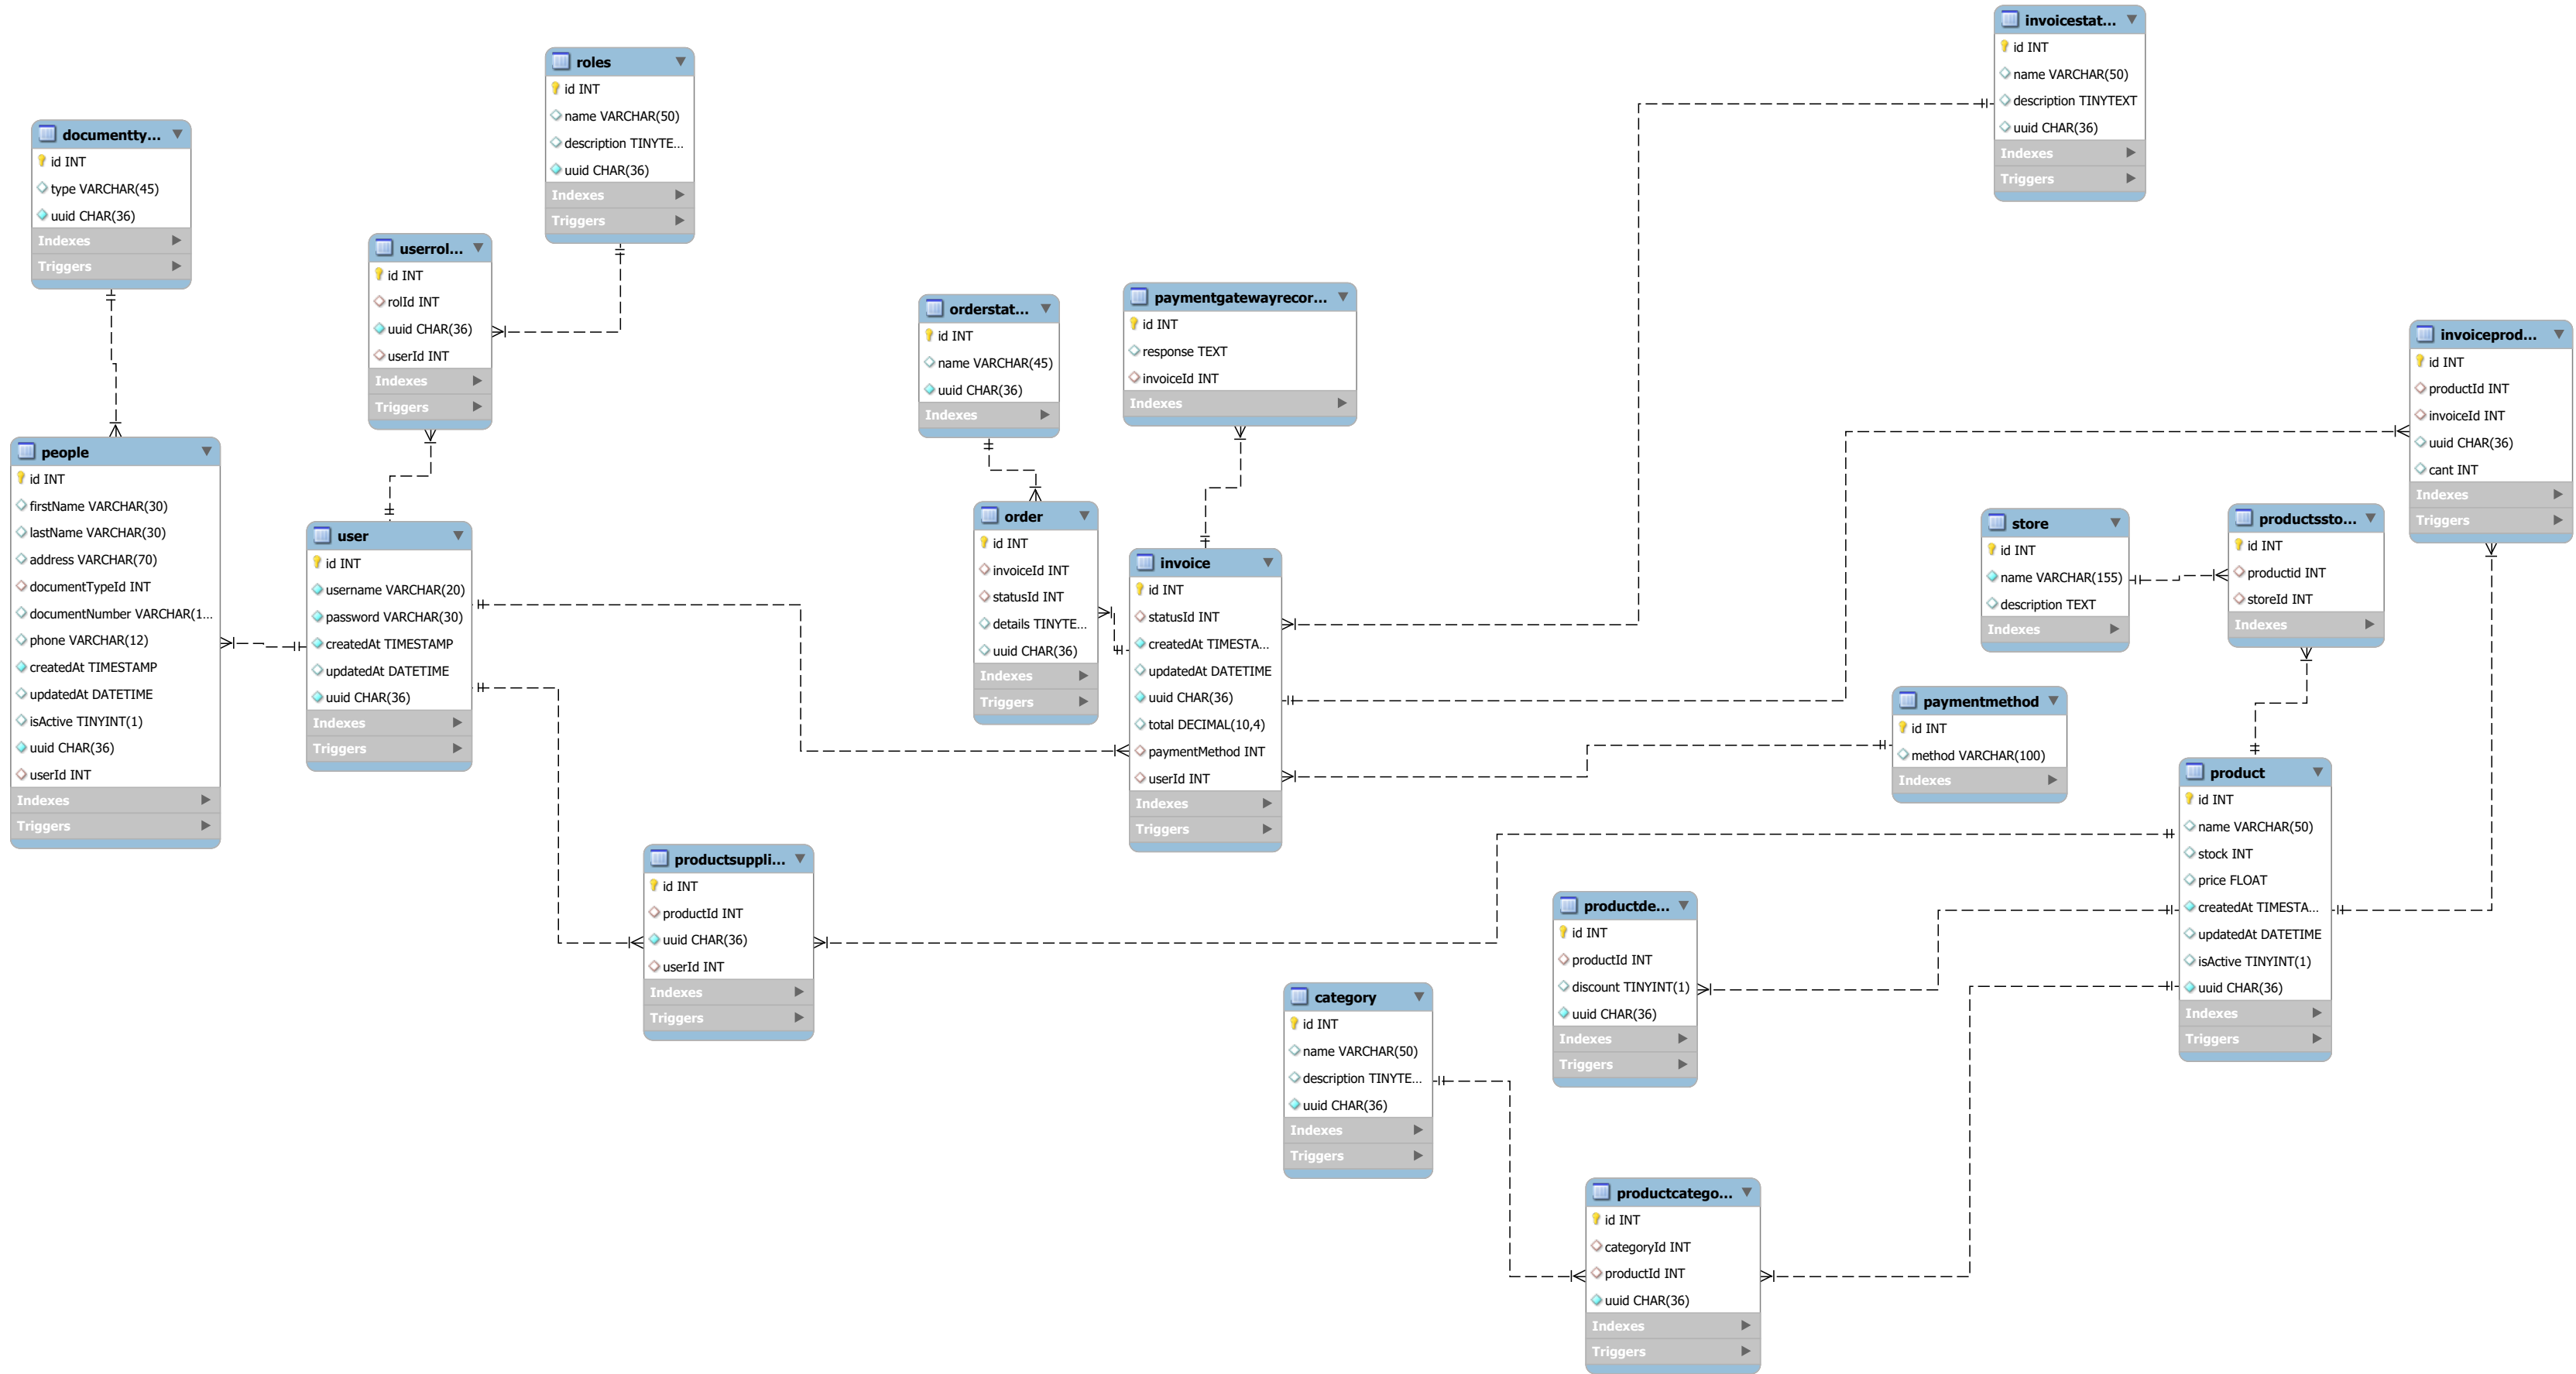 documentty...
id INT
type VARCHAR(45)
uuid CHAR(36)
Indexes
Triggers
roles
id INT
name VARCHAR(50)
description TINYTE...
uuid CHAR(36)
Indexes
Triggers
userrol...
id INT
rolId INT
uuid CHAR(36)
userId INT
Indexes
Triggers
people
id INT
firstName VARCHAR(30)
lastName VARCHAR(30)
address VARCHAR(70)
documentTypeId INT
documentNumber VARCHAR(1...
phone VARCHAR(12)
createdAt TIMESTAMP
updatedAt DATETIME
isActive TINYINT(1)
uuid CHAR(36)
userId INT
Indexes
Triggers
user
id INT
username VARCHAR(20)
password VARCHAR(30)
createdAt TIMESTAMP
updatedAt DATETIME
uuid CHAR(36)
Indexes
Triggers
orderstat...
id INT
name VARCHAR(45)
uuid CHAR(36)
Indexes
paymentgatewayrecor...
id INT
response TEXT
invoiceId INT
Indexes
order
id INT
invoiceId INT
statusId INT
details TINYTE...
uuid CHAR(36)
Indexes
Triggers
invoice
id INT
statusId INT
createdAt TIMESTA...
updatedAt DATETIME
uuid CHAR(36)
total DECIMAL(10,4)
paymentMethod INT
userId INT
Indexes
Triggers
productsuppli...
id INT
productId INT
uuid CHAR(36)
userId INT
Indexes
Triggers
invoicestat...
id INT
name VARCHAR(50)
description TINYTEXT
uuid CHAR(36)
Indexes
Triggers
invoiceprod...
id INT
productId INT
invoiceId INT
uuid CHAR(36)
cant INT
Indexes
Triggers
store
id INT
name VARCHAR(155)
description TEXT
Indexes
productssto...
id INT
productid INT
storeId INT
Indexes
paymentmethod
id INT
method VARCHAR(100)
Indexes
product
id INT
name VARCHAR(50)
stock INT
price FLOAT
createdAt TIMESTA...
updatedAt DATETIME
isActive TINYINT(1)
uuid CHAR(36)
Indexes
Triggers
productde...
id INT
productId INT
discount TINYINT(1)
uuid CHAR(36)
Indexes
Triggers
category
id INT
name VARCHAR(50)
description TINYTE...
uuid CHAR(36)
Indexes
Triggers
productcatego...
id INT
categoryId INT
productId INT
uuid CHAR(36)
Indexes
Triggers